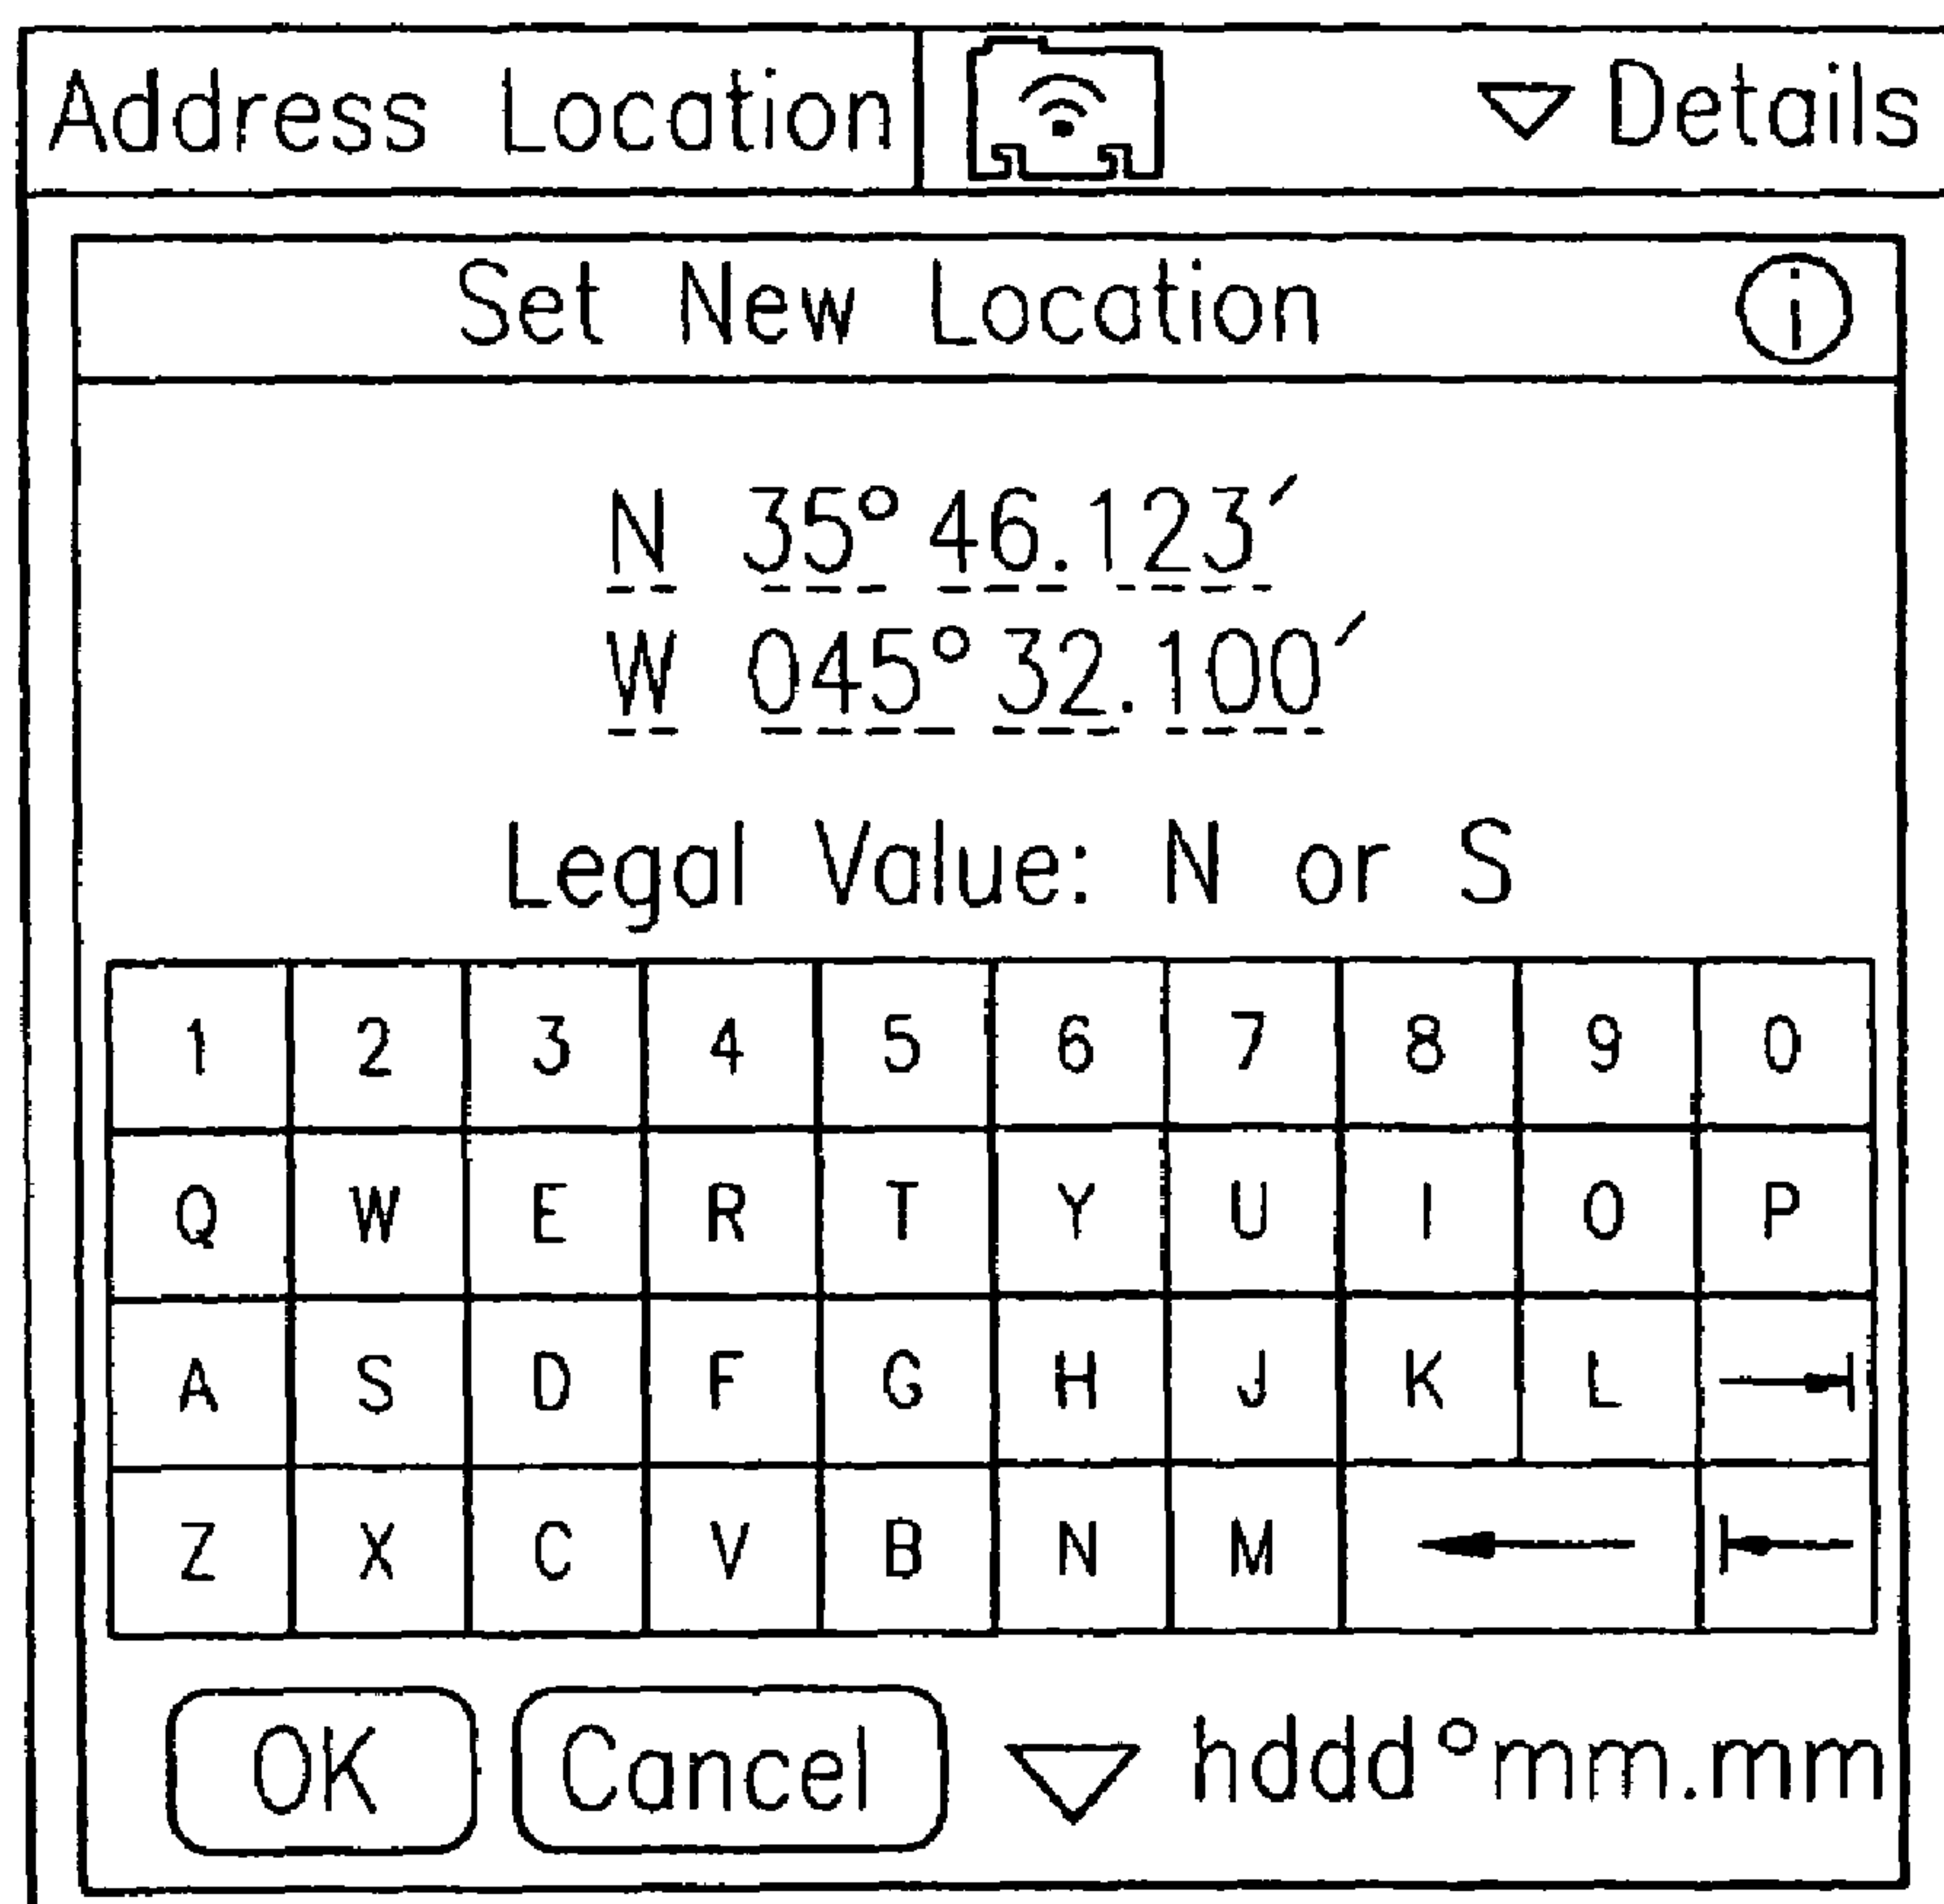 Address Location ▽ Details
Set New Location i
N 35°46.123′
W 045°32.100′
Legal Value: N or S
1 2 3 4 5 6 7 8 9 0
Q W E R T Y U I O P
A S D F G H J K L
Z X C V B N M
OK Cancel ▽ hddd°mm.mm